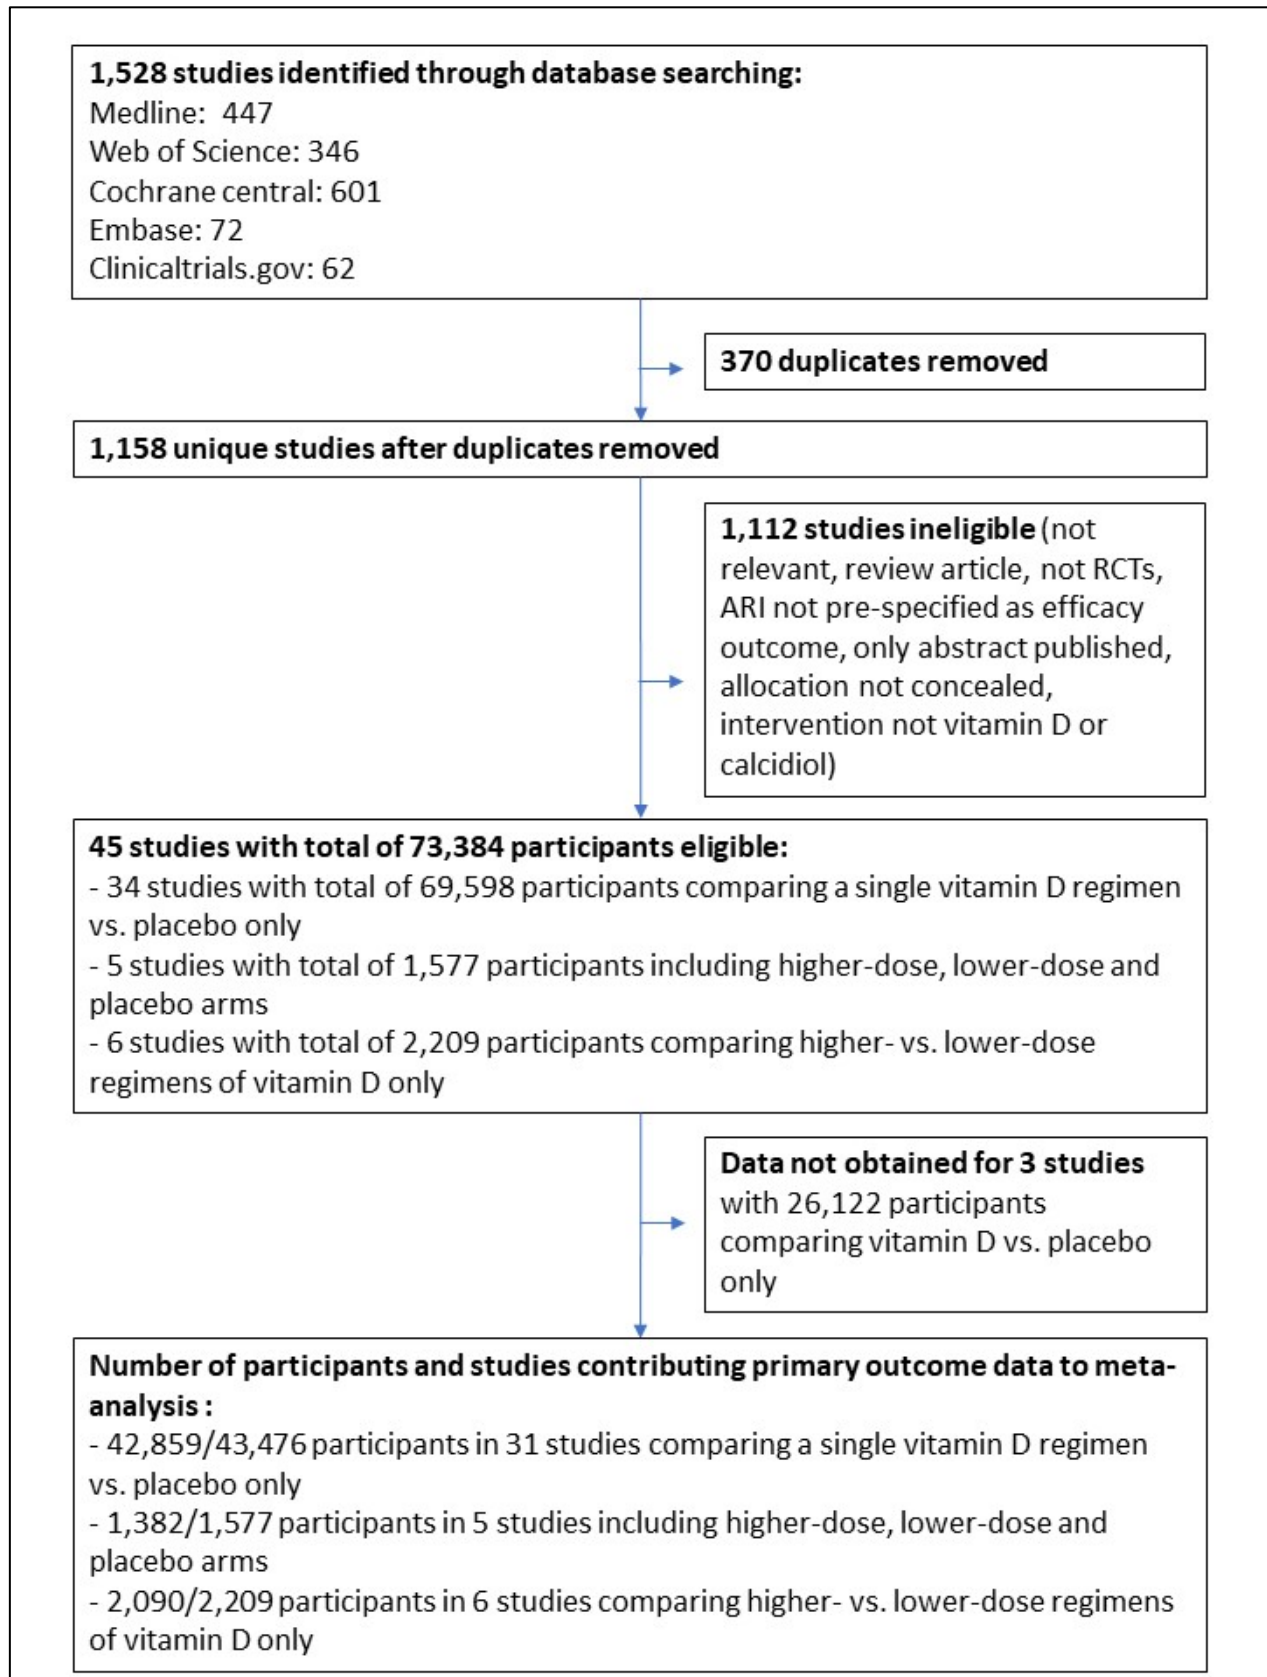 1,528 studies identified through database searching:
Medline:  447
Web of Science: 346
Cochrane central: 601
Embase: 72
Clinicaltrials.gov: 62
370 duplicates removed
1,158 unique studies after duplicates removed
1,112 studies ineligible (not
relevant, review article, not RCTs,
ARI not pre-specified as efficacy
outcome, only abstract published,
allocation not concealed,
intervention not vitamin D or
calcidiol)
45 studies with total of 73,384 participants eligible:
- 34 studies with total of 69,598 participants comparing a single vitamin D regimen
vs. placebo only
- 5 studies with total of 1,577 participants including higher-dose, lower-dose and
placebo arms
- 6 studies with total of 2,209 participants comparing higher- vs. lower-dose
regimens of vitamin D only
Data not obtained for 3 studies
with 26,122 participants
comparing vitamin D vs. placebo
only
Number of participants and studies contributing primary outcome data to meta-
analysis :
- 42,859/43,476 participants in 31 studies comparing a single vitamin D regimen
vs. placebo only
- 1,382/1,577 participants in 5 studies including higher-dose, lower-dose and
placebo arms
- 2,090/2,209 participants in 6 studies comparing higher- vs. lower-dose regimens
of vitamin D only